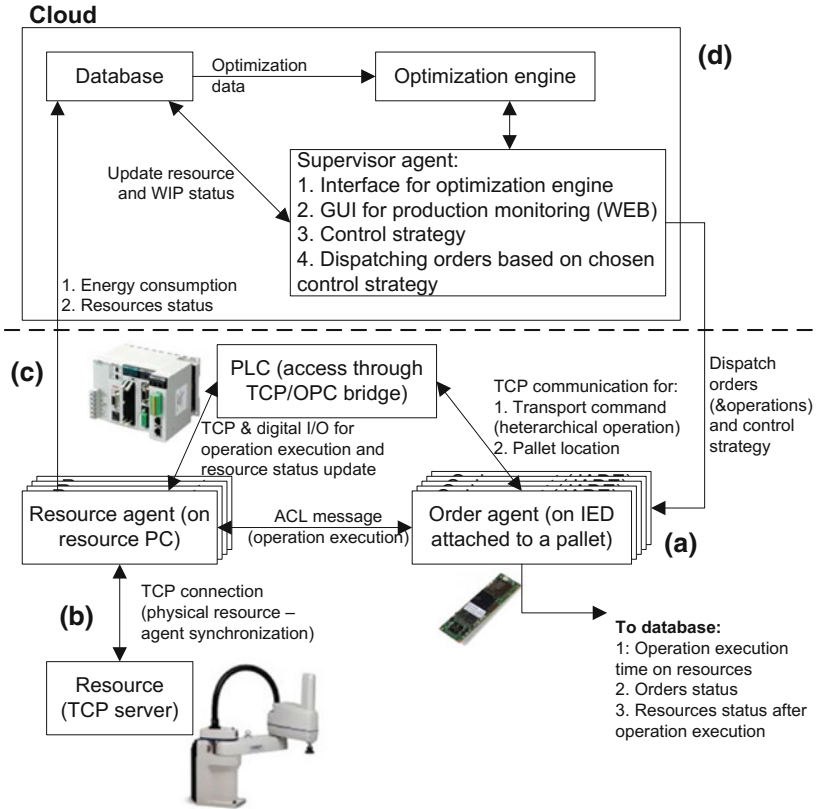 Cloud
(d)
Database
Optimization
data
Optimization engine
Update resource
and WIP status
Supervisor agent:
1. Interface for optimization engine
2. GUI for production monitoring (WEB)
3. Control strategy
4. Dispatching orders based on chosen
control strategy
1. Energy consumption
2. Resources status
(c)
PLC (access through
TCP/OPC bridge)
TCP communication for:
1. Transport command
(heterarchical operation)
2. Pallet location
Dispatch
orders
(&operations)
and control
strategy
TCP & digital I/O for
operation execution and
resource status update
Resource agent (on
resource PC)
ACL message
(operation execution)
Order agent (on IED
attached to a pallet)
(a)
(b)
TCP connection
(physical resource –
agent synchronization)
Resource
(TCP server)
To database:
1: Operation execution
time on resources
2. Orders status
3. Resources status after
operation execution